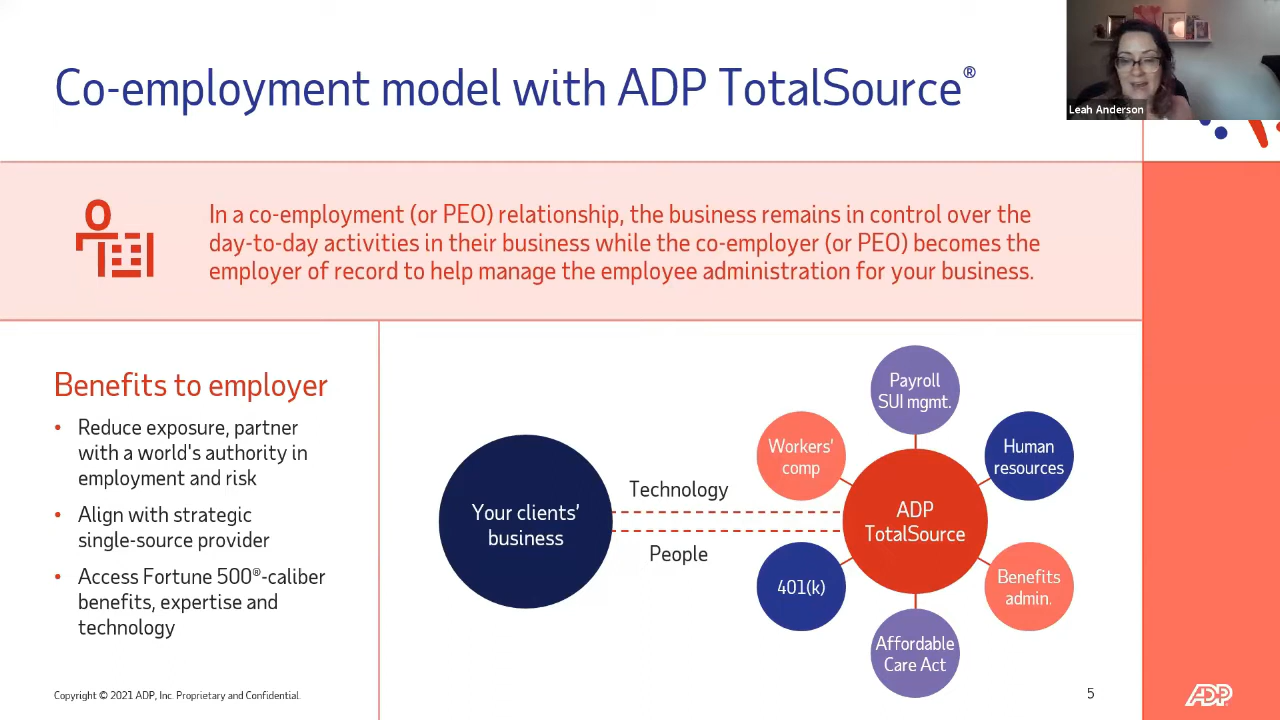 Co-employment model with ADP TotalSource®
Leah Anderson
In a co-employment (or PEO) relationship, the business remains in control over the
day-to-day activities in their business while the co-employer (or PEO) becomes the
employer of record to help manage the employee administration for your business.
Benefits to employer
• Reduce exposure, partner
with a world's authority in
employment and risk
• Align with strategic
single-source provider
• Access Fortune 500®-caliber
benefits, expertise and
technology
Your clients'
business
Technology
People
Payroll
SUI mgmt.
Workers'
comp
Human
resources
ADP
TotalSource
401(k)
Benefits
admin.
Affordable
Care Act
Copyright © 2021 ADP, Inc. Proprietary and Confidential.
5
ADP